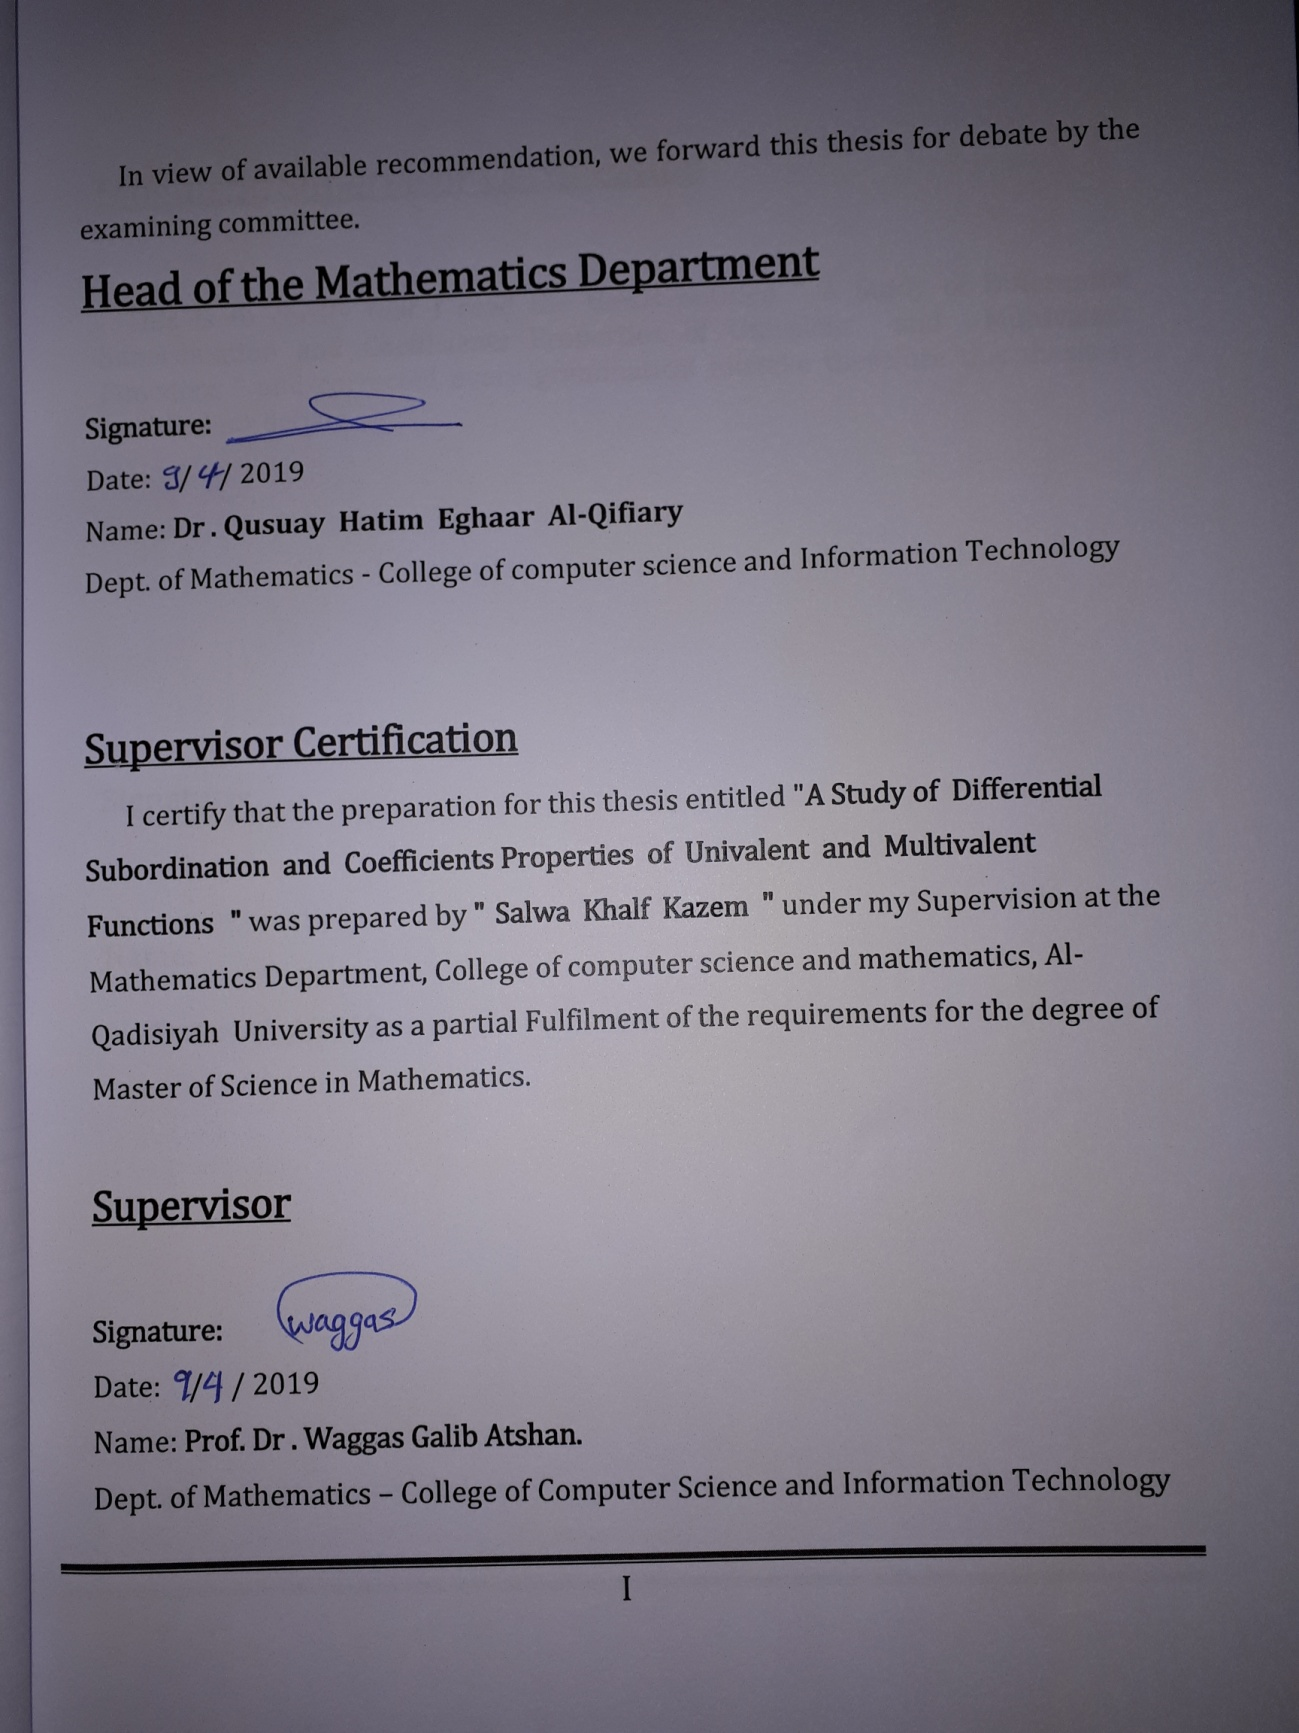 In view of available recommendation, we forward this thesis for debate by the
examining committee.
Head of the Mathematics Department
Signature:
Date: 9/4/ 2019
Name: Dr . Qusuay Hatim Eghaar Al-Qifiary
Dept. of Mathematics - College of computer science and Information Technology
Supervisor Certification
I certify that the preparation for this thesis entitled "A Study of Differential
Subordination and Coefficients Properties of Univalent and Multivalent
Functions " was prepared by " Salwa Khalf Kazem " under my Supervision at the
Mathematics Department, College of computer science and mathematics, Al-
Qadisiyah University as a partial Fulfilment of the requirements for the degree of
Master of Science in Mathematics.
Supervisor
Signature: waggas
Date: 9/4 / 2019
Name: Prof. Dr . Waggas Galib Atshan.
Dept. of Mathematics – College of Computer Science and Information Technology
I